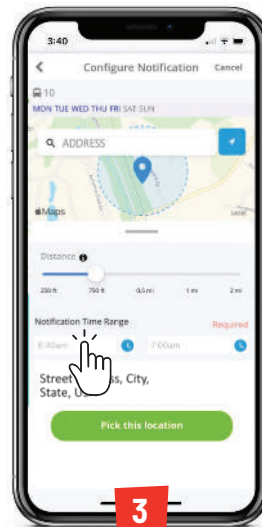 3:40
Configure Notification Cancel
10
MON TUE WED THU FRI SAT SUN
ADDRESS
Maps
Legal
Distance
250 ft 750 ft 0.5 mi 1 mi 2 mi
Notification Time Range Required
6:40am 7:00am
Street ss, City,
State, U
Pick this location
3